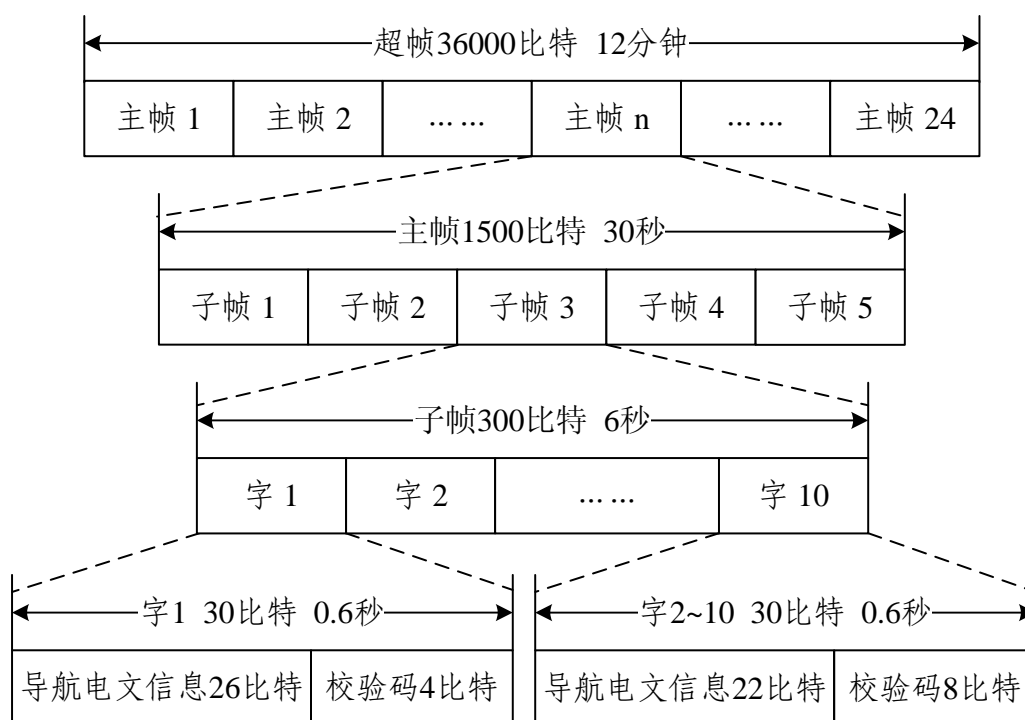 超帧36000比特 12分钟
主帧 1 主帧 2 …… 主帧 n …… 主帧 24
主帧1500比特 30秒
子帧 1 子帧 2 子帧 3 子帧 4 子帧 5
子帧300比特 6秒
字 1 字 2 …… 字 10
字1 30比特 0.6秒 字2~10 30比特 0.6秒
导航电文信息26比特 校验码4比特 导航电文信息22比特 校验码8比特